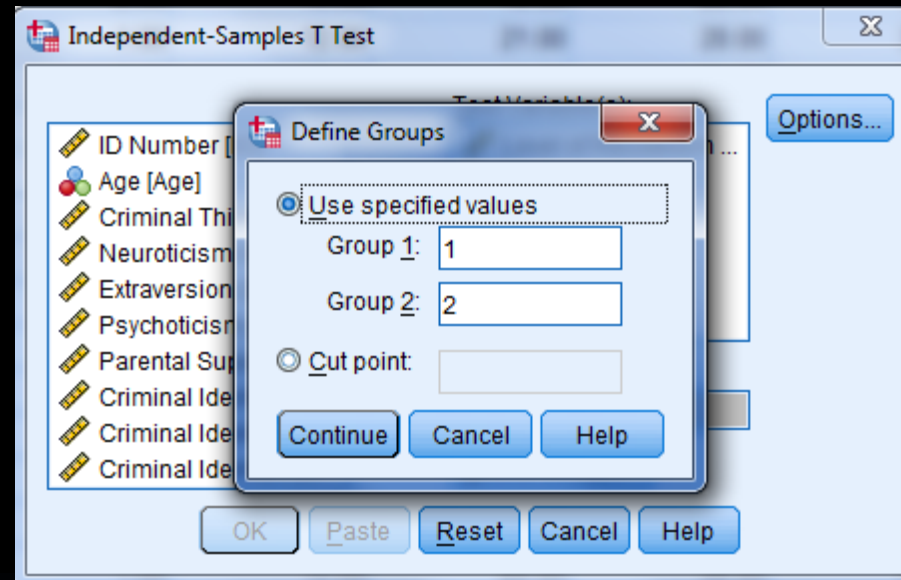 Independent-Samples T Test
Test Variable(s):
Options...
ID Number [
Age [Age]
Criminal Thi
Neuroticism
Extraversion
Psychoticism
Parental Sup
Criminal Ide
Criminal Ide
Criminal Ide
Define Groups
Use specified values
Group 1: 1
Group 2: 2
Cut point:
Continue Cancel Help
OK Paste Reset Cancel Help